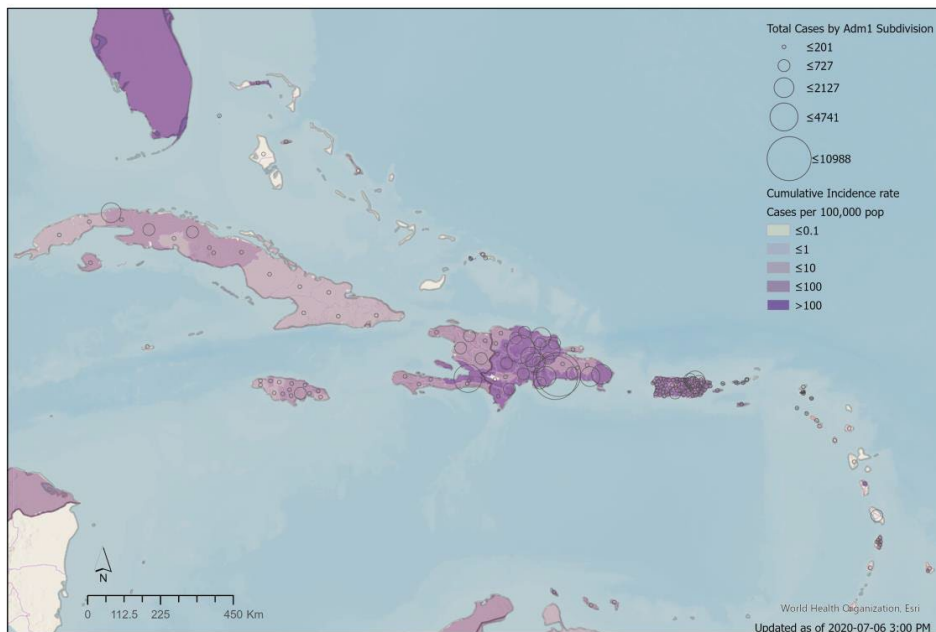 Total Cases by Adm1 Subdivision
≤201
≤727
≤2127
≤4741
≤10988
Cumulative Incidence rate
Cases per 100,000 pop
≤0.1
≤1
≤10
≤100
>100
N
0 112.5 225 450 Km
World Health Organization, Esri
Updated as of 2020-07-06 3:00 PM